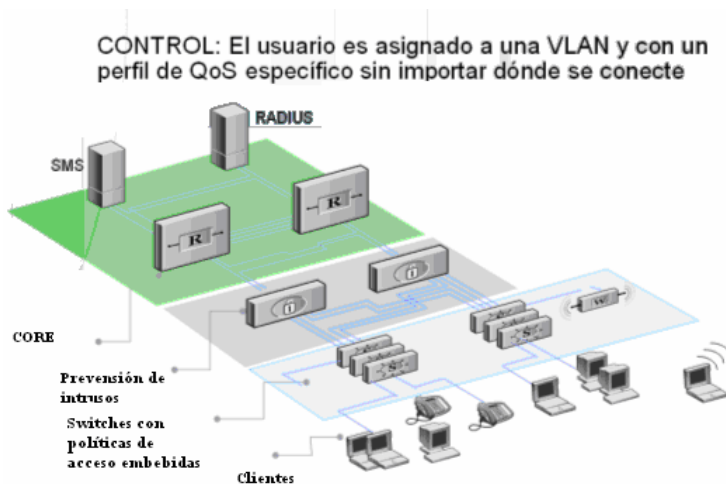 CONTROL: El usuario es asignado a una VLAN y con un
perfil de QoS específico sin importar dónde se conecte
RADIUS
SMS
R
R
CORE
W
S
S
Prevensión de
intrusos
Switches con
políticas de
acceso embebidas
Clientes